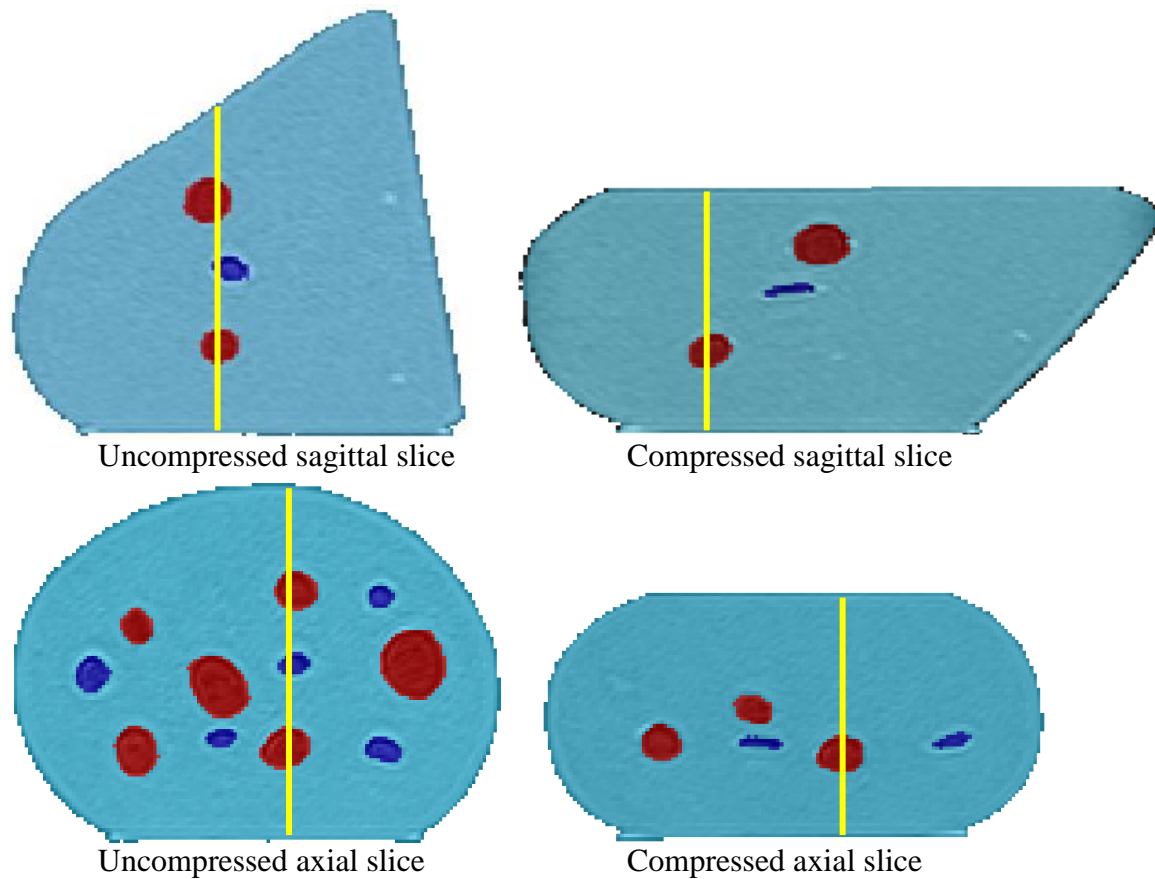 Uncompressed sagittal slice
Compressed sagittal slice
Uncompressed axial slice
Compressed axial slice